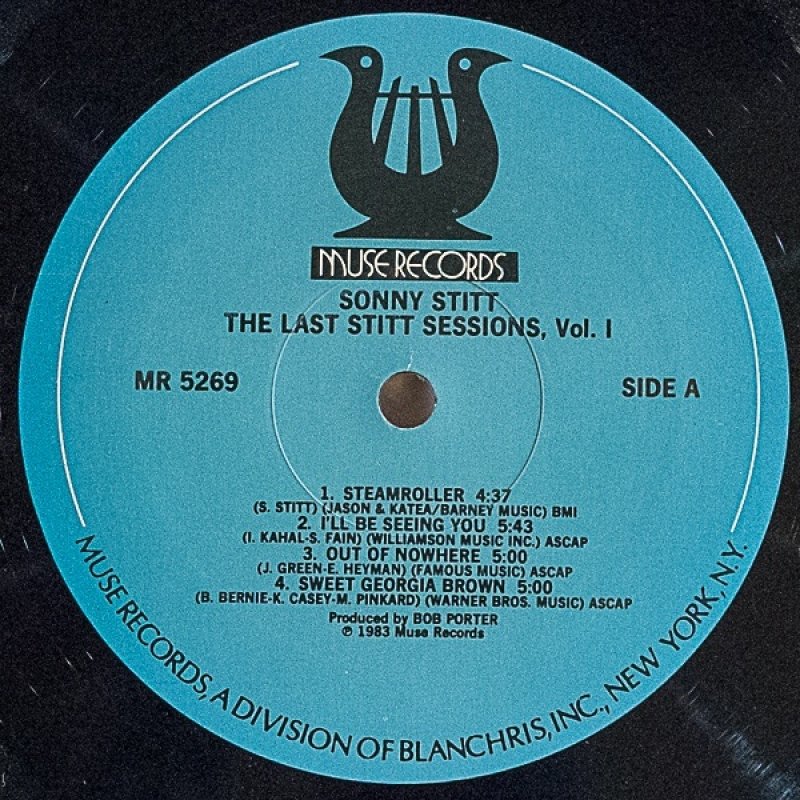 MUSE RECORDS
SONNY STITT
THE LAST STITT SESSIONS, Vol. I
MR 5269
SIDE A
1. STEAMROLLER 4:37
(S. STITT) (JASON & KATEA/BARNEY MUSIC) BMI
2. I'LL BE SEEING YOU 5:43
(I. KAHAL-S. FAIN) (WILLIAMSON MUSIC INC.) ASCAP
3. OUT OF NOWHERE 5:00
(J. GREEN-E. HEYMAN) (FAMOUS MUSIC) ASCAP
4. SWEET GEORGIA BROWN 5:00
(B. BERNIE-K. CASEY-M. PINKARD) (WARNER BROS. MUSIC) ASCAP
Produced by BOB PORTER
℗ 1983 Muse Records
MUSE RECORDS, A DIVISION OF BLANCHRIS, INC., NEW YORK, N.Y.